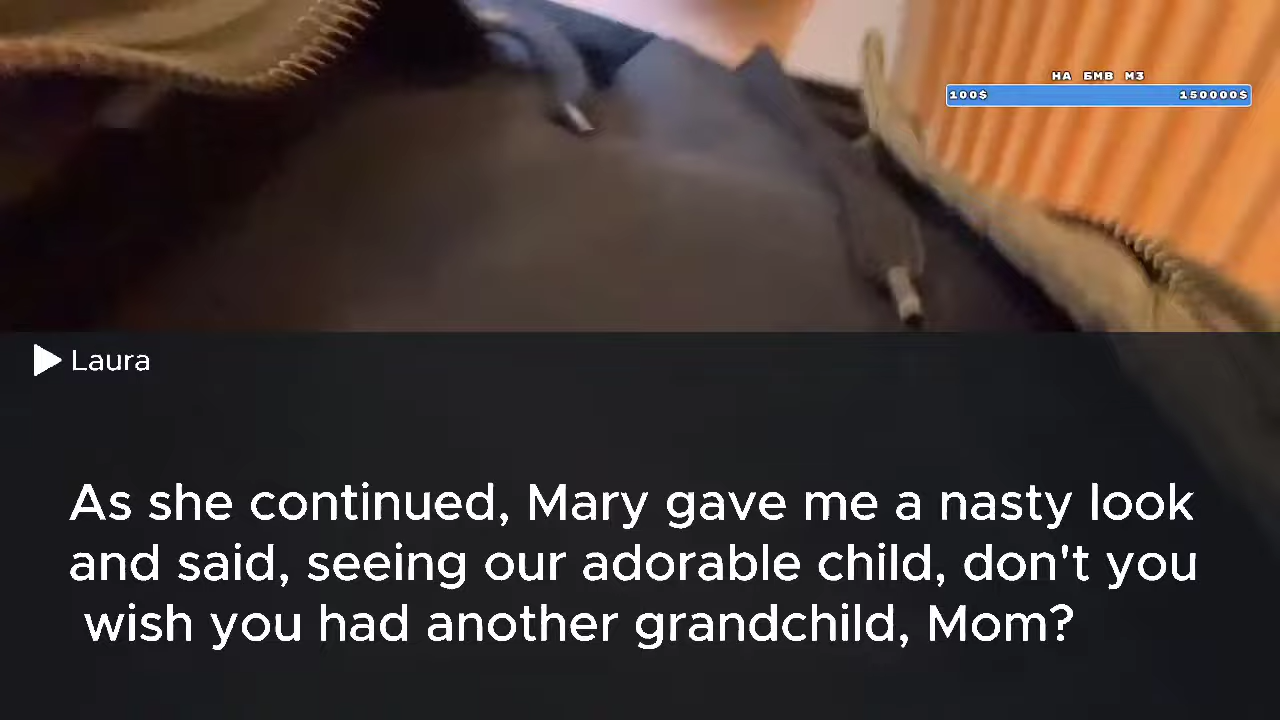 НА БМВ М3
100$ 150000$
Laura
As she continued, Mary gave me a nasty look
and said, seeing our adorable child, don't you
wish you had another grandchild, Mom?